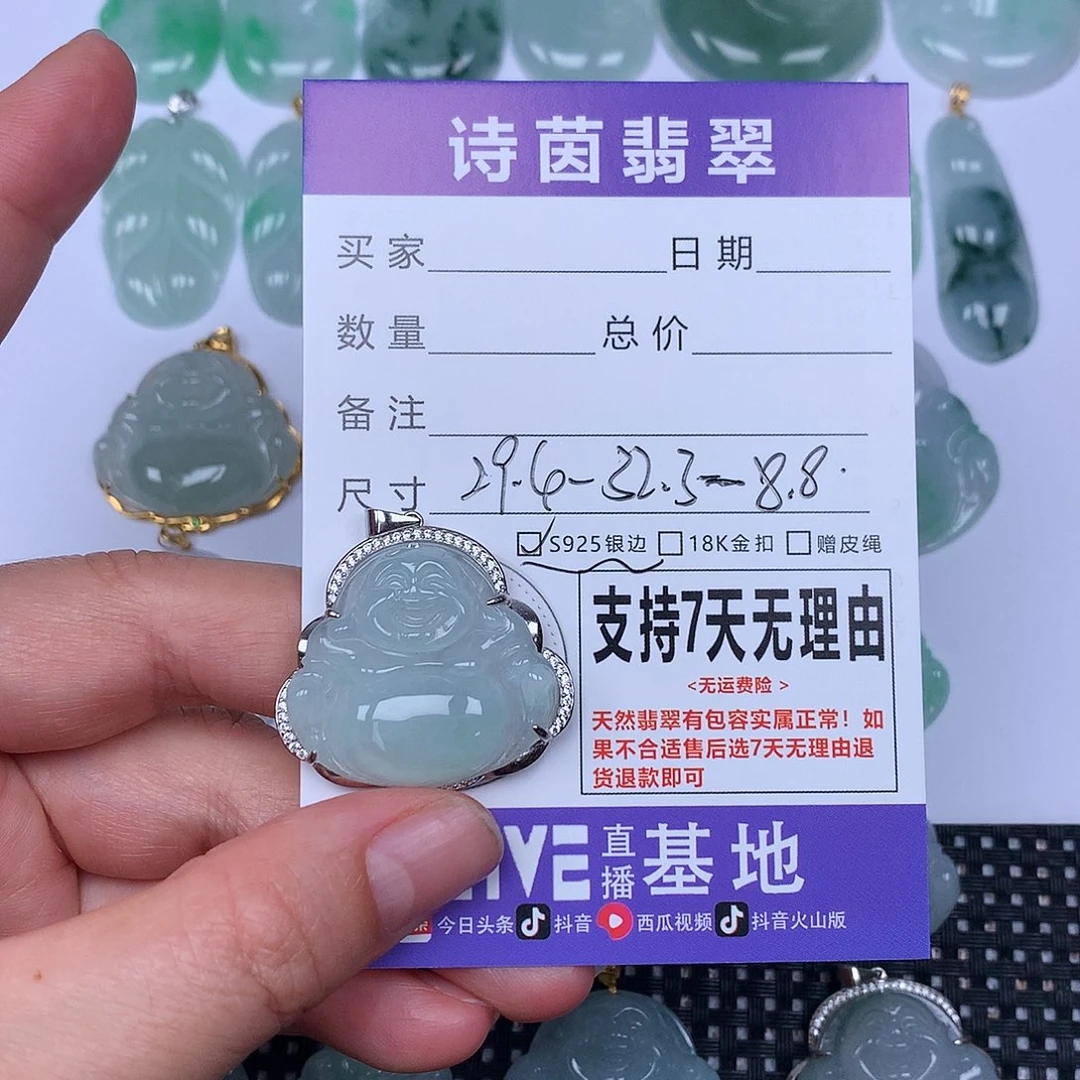 诗茵翡翠
买家 日期
数量 总价
备注
尺寸 29.6-32.3-8.8
S925银边 18K金扣 赠皮绳
支持7天无理由
<无运费险 >
天然翡翠有包容实属正常！如
果不合适售后选7天无理由退
货退款即可
LIVE 直播 基地
今日头条 抖音 西瓜视频 抖音火山版